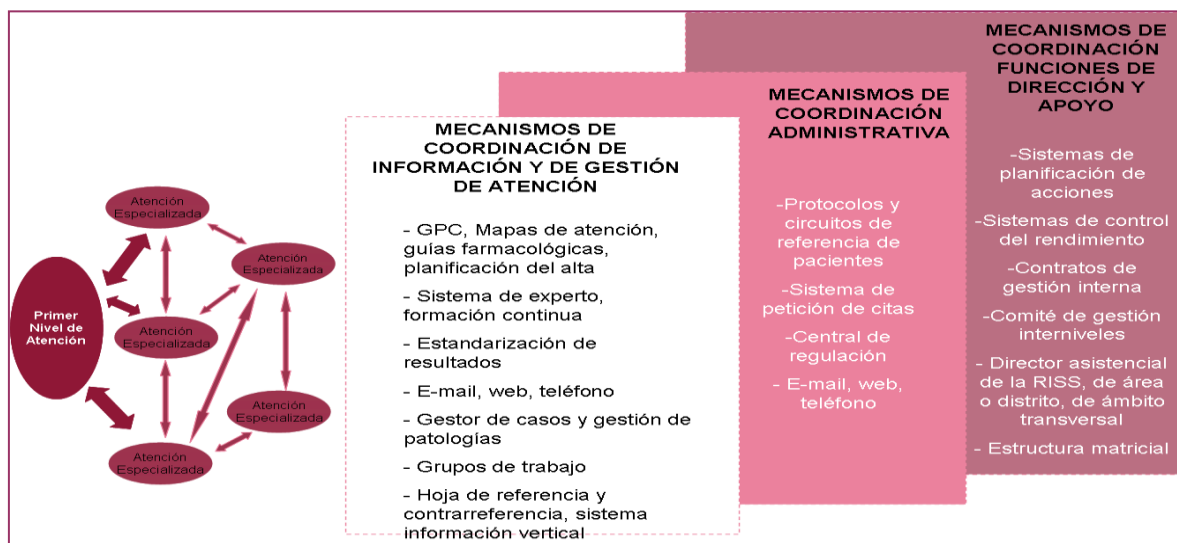 Atención
Especializada
Atención
Especializada
Primer
Nivel de
Atención
Atención
Especializada
Atención
Especializada
Atención
Especializada
MECANISMOS DE
COORDINACIÓN DE
INFORMACIÓN Y DE GESTIÓN
DE ATENCIÓN
- GPC, Mapas de atención,
guías farmacológicas,
planificación del alta
- Sistema de experto,
formación continua
- Estandarización de
resultados
- E-mail, web, teléfono
- Gestor de casos y gestión de
patologías
- Grupos de trabajo
- Hoja de referencia y
contrarreferencia, sistema
información vertical
MECANISMOS DE
COORDINACIÓN
ADMINISTRATIVA
-Protocolos y
circuitos de
referencia de
pacientes
-Sistema de
petición de citas
-Central de
regulación
- E-mail, web,
teléfono
MECANISMOS DE
COORDINACIÓN
FUNCIONES DE
DIRECCIÓN Y
APOYO
-Sistemas de
planificación de
acciones
-Sistemas de control
del rendimiento
-Contratos de
gestión interna
-Comité de gestión
interniveles
- Director asistencial
de la RISS, de área
o distrito, de ámbito
transversal
- Estructura matricial